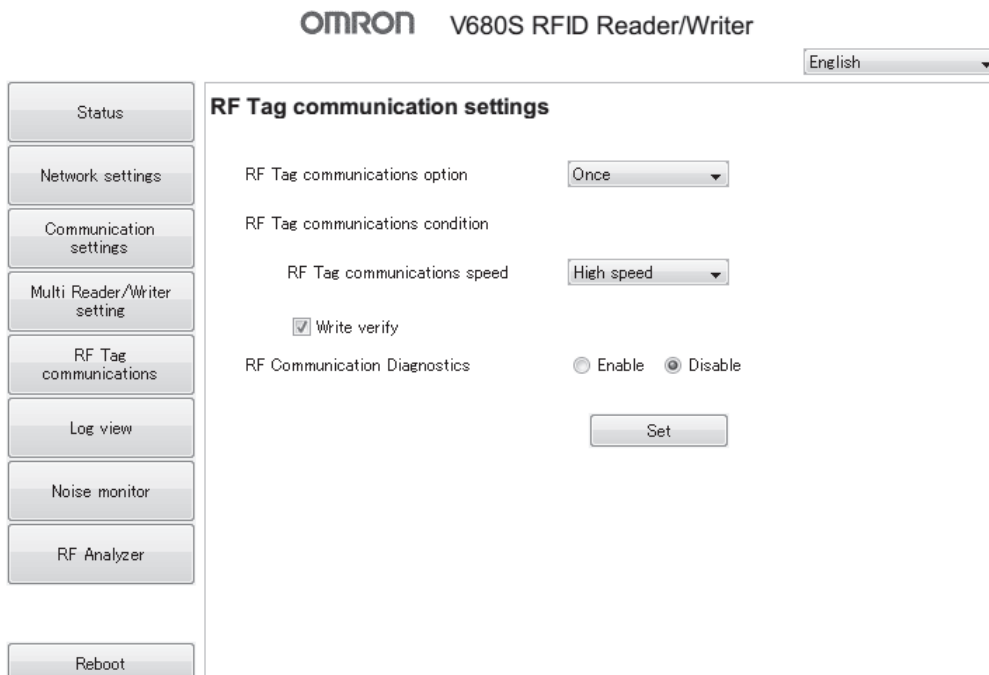 OMRON V680S RFID Reader/Writer
English
Status
Network settings
Communication
settings
Multi Reader/Writer
setting
RF Tag
communications
Log view
Noise monitor
RF Analyzer
Reboot
RF Tag communication settings
RF Tag communications option Once
RF Tag communications condition
RF Tag communications speed High speed
Write verify
RF Communication Diagnostics Enable Disable
Set